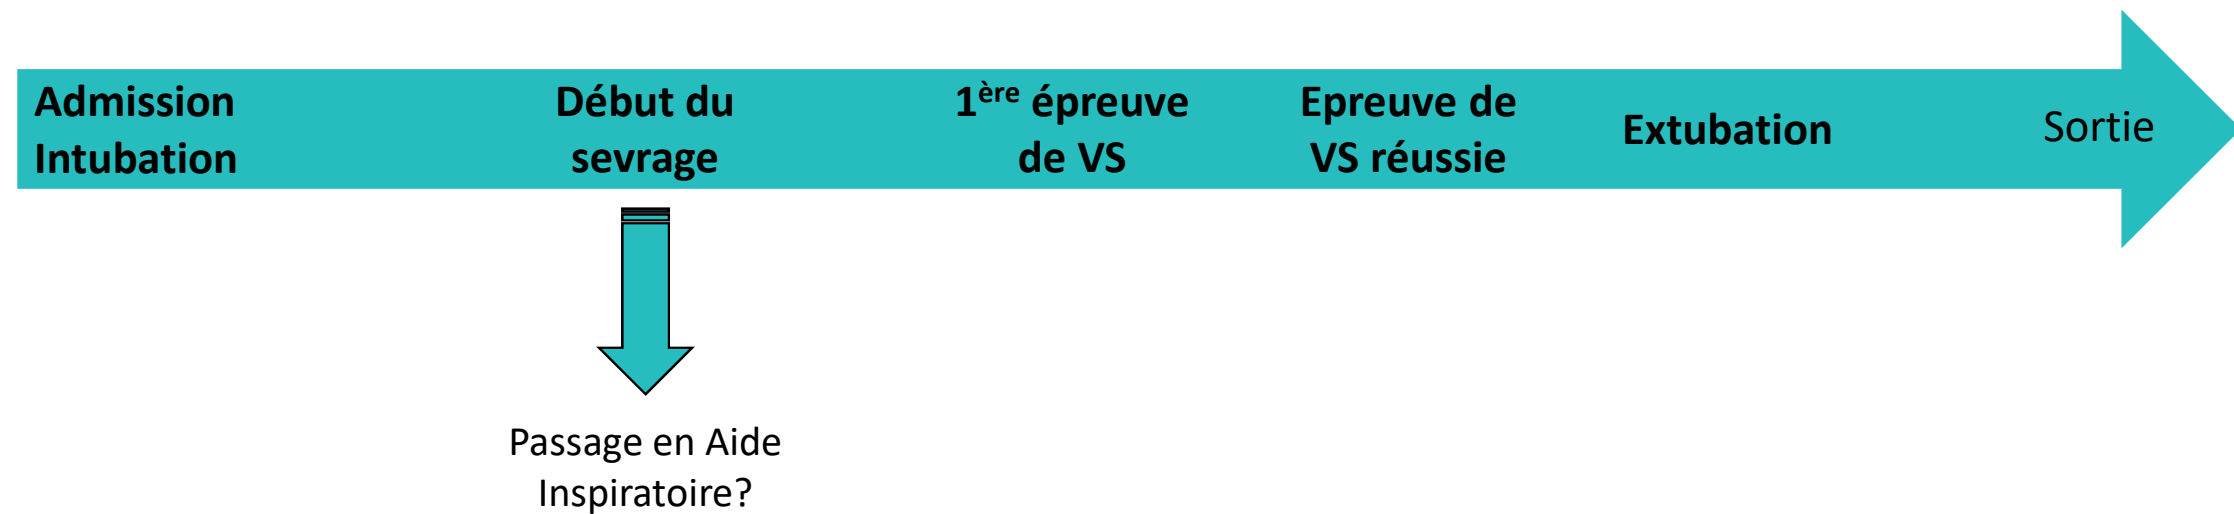 Admission
Intubation
Début du
sevrage
1ère épreuve
de VS
Epreuve de
VS réussie
Extubation
Sortie
Passage en Aide
Inspiratoire?